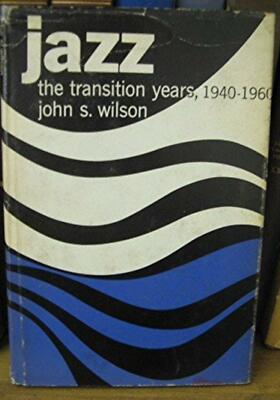 jazz
the transition years, 1940-1960
john s. wilson